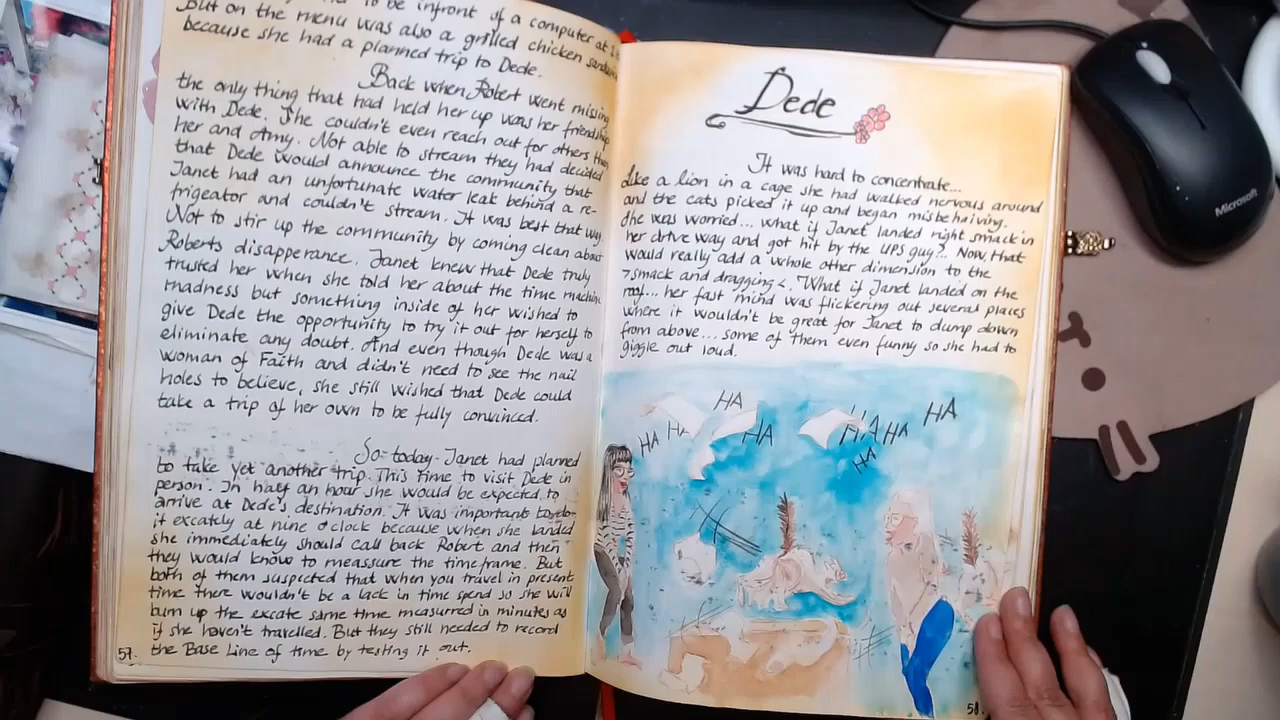 to be infront of a computer at
But on the menu was also a grilled chicken
because she had a planned trip to Dede.
Back when Robert went missing
the only thing that had held her up was her friendship
with Dede. She couldn't even reach out for others than
her and Amy. Not able to stream they had decided
that Dede would announce the community that
Janet had an unfortunate water leak behind a re-
frigeator and couldn't stream. It was best that way.
Not to stir up the community by coming clean about
Roberts disapperance. Janet knew that Dede truly
trusted her when she told her about the time machine
madness but something inside of her wished to
give Dede the opportunity to try it out for herself to
eliminate any doubt. And even though Dede was a
woman of Faith and didn't need to see the nail
holes to believe, she still wished that Dede could
take a trip of her own to be fully convinced.
So today Janet had planned
to take yet another trip. This time to visit Dede in
person. In half an hour she would be expected to
arrive at Dede's destination. It was important to do
it excately at nine o'clock because when she landed
she immediately should call back Robert and then
they would know to meassure the timeframe. But
both of them suspected that when you travel in present
time there wouldn't be a lack in time spend so she will
burn up the excate same time measurred in minutes as
if she haven't travelled. But they still needed to record
the Base Line of time by testing it out.
57.
Dede
It was hard to concentrate...
Like a lion in a cage she had walked nervous around
and the cats picked it up and began misbehaiving.
She was worried... what if Janet landed right smack in
her drive way and got hit by the UPS guy?... Now that
would really add a whole other dimension to the
>smack and dragging<. What if Janet landed on the
roof... her fast mind was flickering out several places
where it wouldn't be great for Janet to dump down
from above... some of them even funny so she had to
giggle out loud.
HA
HA
HA
HA
HA
HA
HA
HA
58.
Microsoft